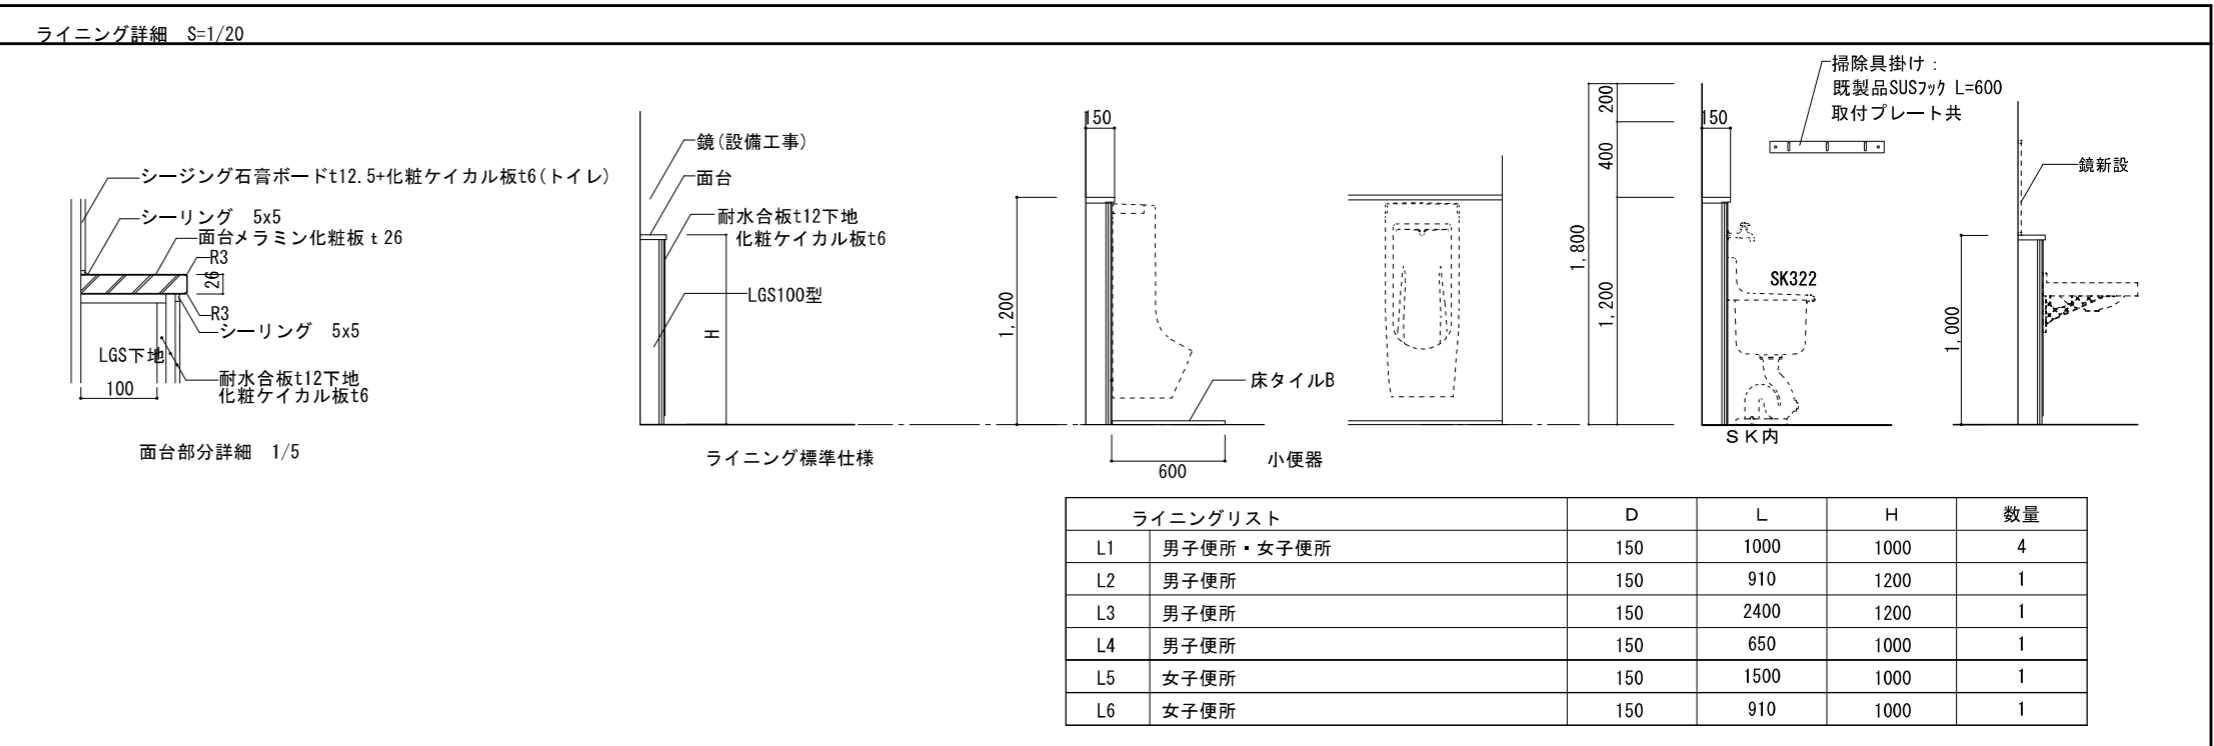 ライニング詳細 S=1/20
シージング石膏ボードt12.5+化粧ケイカル板t6(トイレ)
シーリング 5x5
面台メラミン化粧板 t 26
R3
26
R3
シーリング 5x5
LGS下地
100
耐水合板t12下地
化粧ケイカル板t6
面台部分詳細 1/5
鏡(設備工事)
面台
耐水合板t12下地
化粧ケイカル板t6
LGS100型
H
ライニング標準仕様
150
1,200
床タイルB
600
小便器
1,800
200
400
1,200
150
掃除具掛け:
既製品SUSフック L=600
取付プレート共
SK322
SK内
鏡新設
1,000
ライニングリスト D L H 数量
L1 男子便所・女子便所 150 1000 1000 4
L2 男子便所 150 910 1200 1
L3 男子便所 150 2400 1200 1
L4 男子便所 150 650 1000 1
L5 女子便所 150 1500 1000 1
L6 女子便所 150 910 1000 1